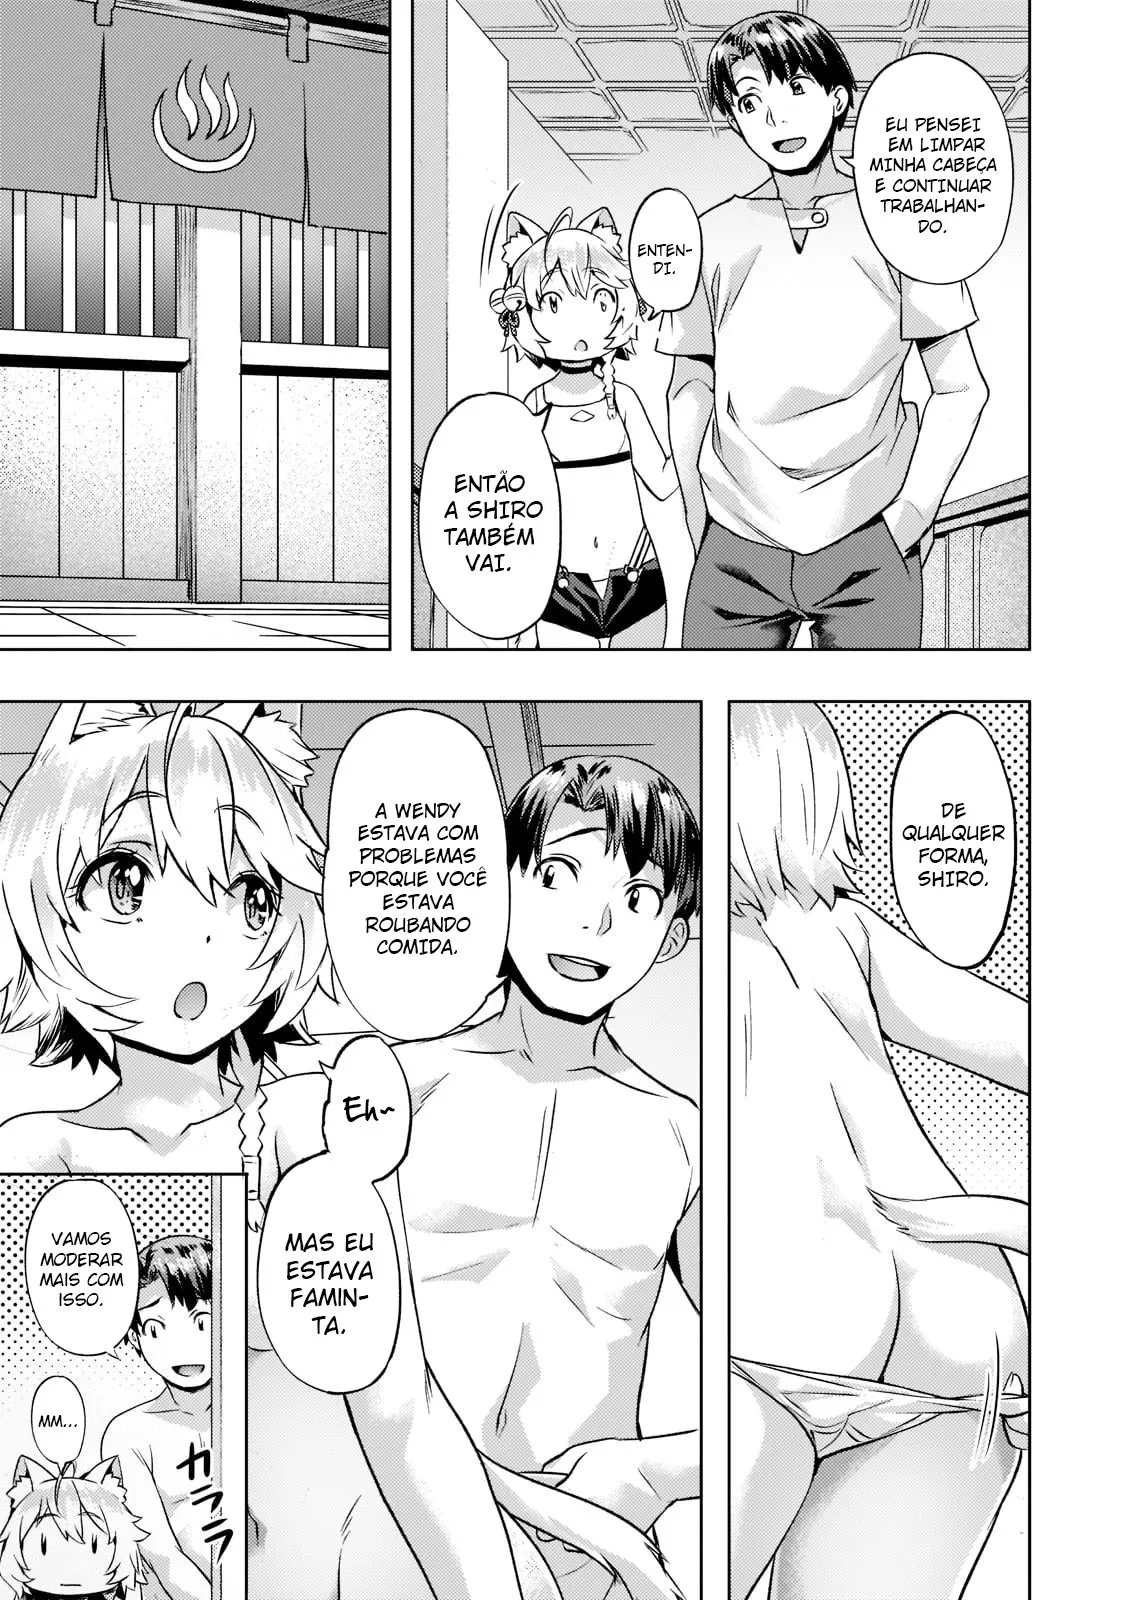 EU PENSEI
EM LIMPAR
MINHA CABEÇA
E CONTINUAR
TRABALHAN-
DO.
ENTEN-
DI.
ENTÃO
A SHIRO
TAMBÉM
VAI.
DE
QUALQUER
FORMA,
SHIRO.
A WENDY
ESTAVA COM
PROBLEMAS
PORQUE VOCÊ
ESTAVA
ROUBANDO
COMIDA.
Eh~
MAS EU
ESTAVA
FAMIN-
TA.
VAMOS
MODERAR
MAIS COM
ISSO.
MM...
カラララ